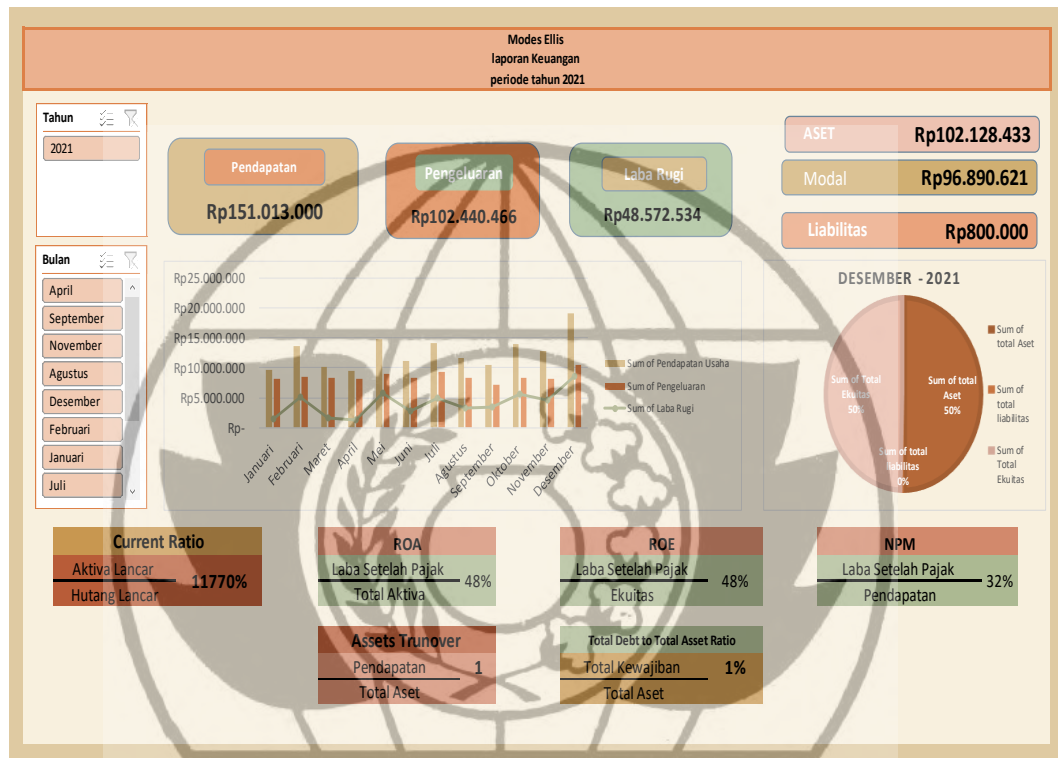 Modes Ellis
laporan Keuangan
periode tahun 2021
Tahun
2021
Pendapatan
Rp151.013.000
Pengeluaran
Rp102.440.466
Laba Rugi
Rp48.572.534
ASET Rp102.128.433
Modal Rp96.890.621
Liabilitas Rp800.000
Bulan
April
September
November
Agustus
Desember
Februari
Januari
Juli
Rp25.000.000
Rp20.000.000
Rp15.000.000
Rp10.000.000
Rp5.000.000
Rp-
Januari
Februari
Maret
April
Mei
Juni
Juli
Agustus
September
Oktober
November
Desember
Sum of Pendapatan Usaha
Sum of Pengeluaran
Sum of Laba Rugi
DESEMBER - 2021
Sum of Total
Ekuitas
50%
Sum of total
Aset
50%
Sum of total
liabilitas
0%
Sum of
total Aset
Sum of
total
liabilitas
Sum of
Total
Ekuitas
Current Ratio
Aktiva Lancar
Hutang Lancar
11770%
ROA
Laba Setelah Pajak
Total Aktiva
48%
ROE
Laba Setelah Pajak
Ekuitas
48%
NPM
Laba Setelah Pajak
Pendapatan
32%
Assets Trunover
Pendapatan
Total Aset
1
Total Debt to Total Asset Ratio
Total Kewajiban
Total Aset
1%